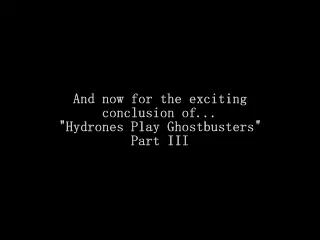 And now for the exciting
conclusion of...
"Hydrones Play Ghostbusters"
Part III